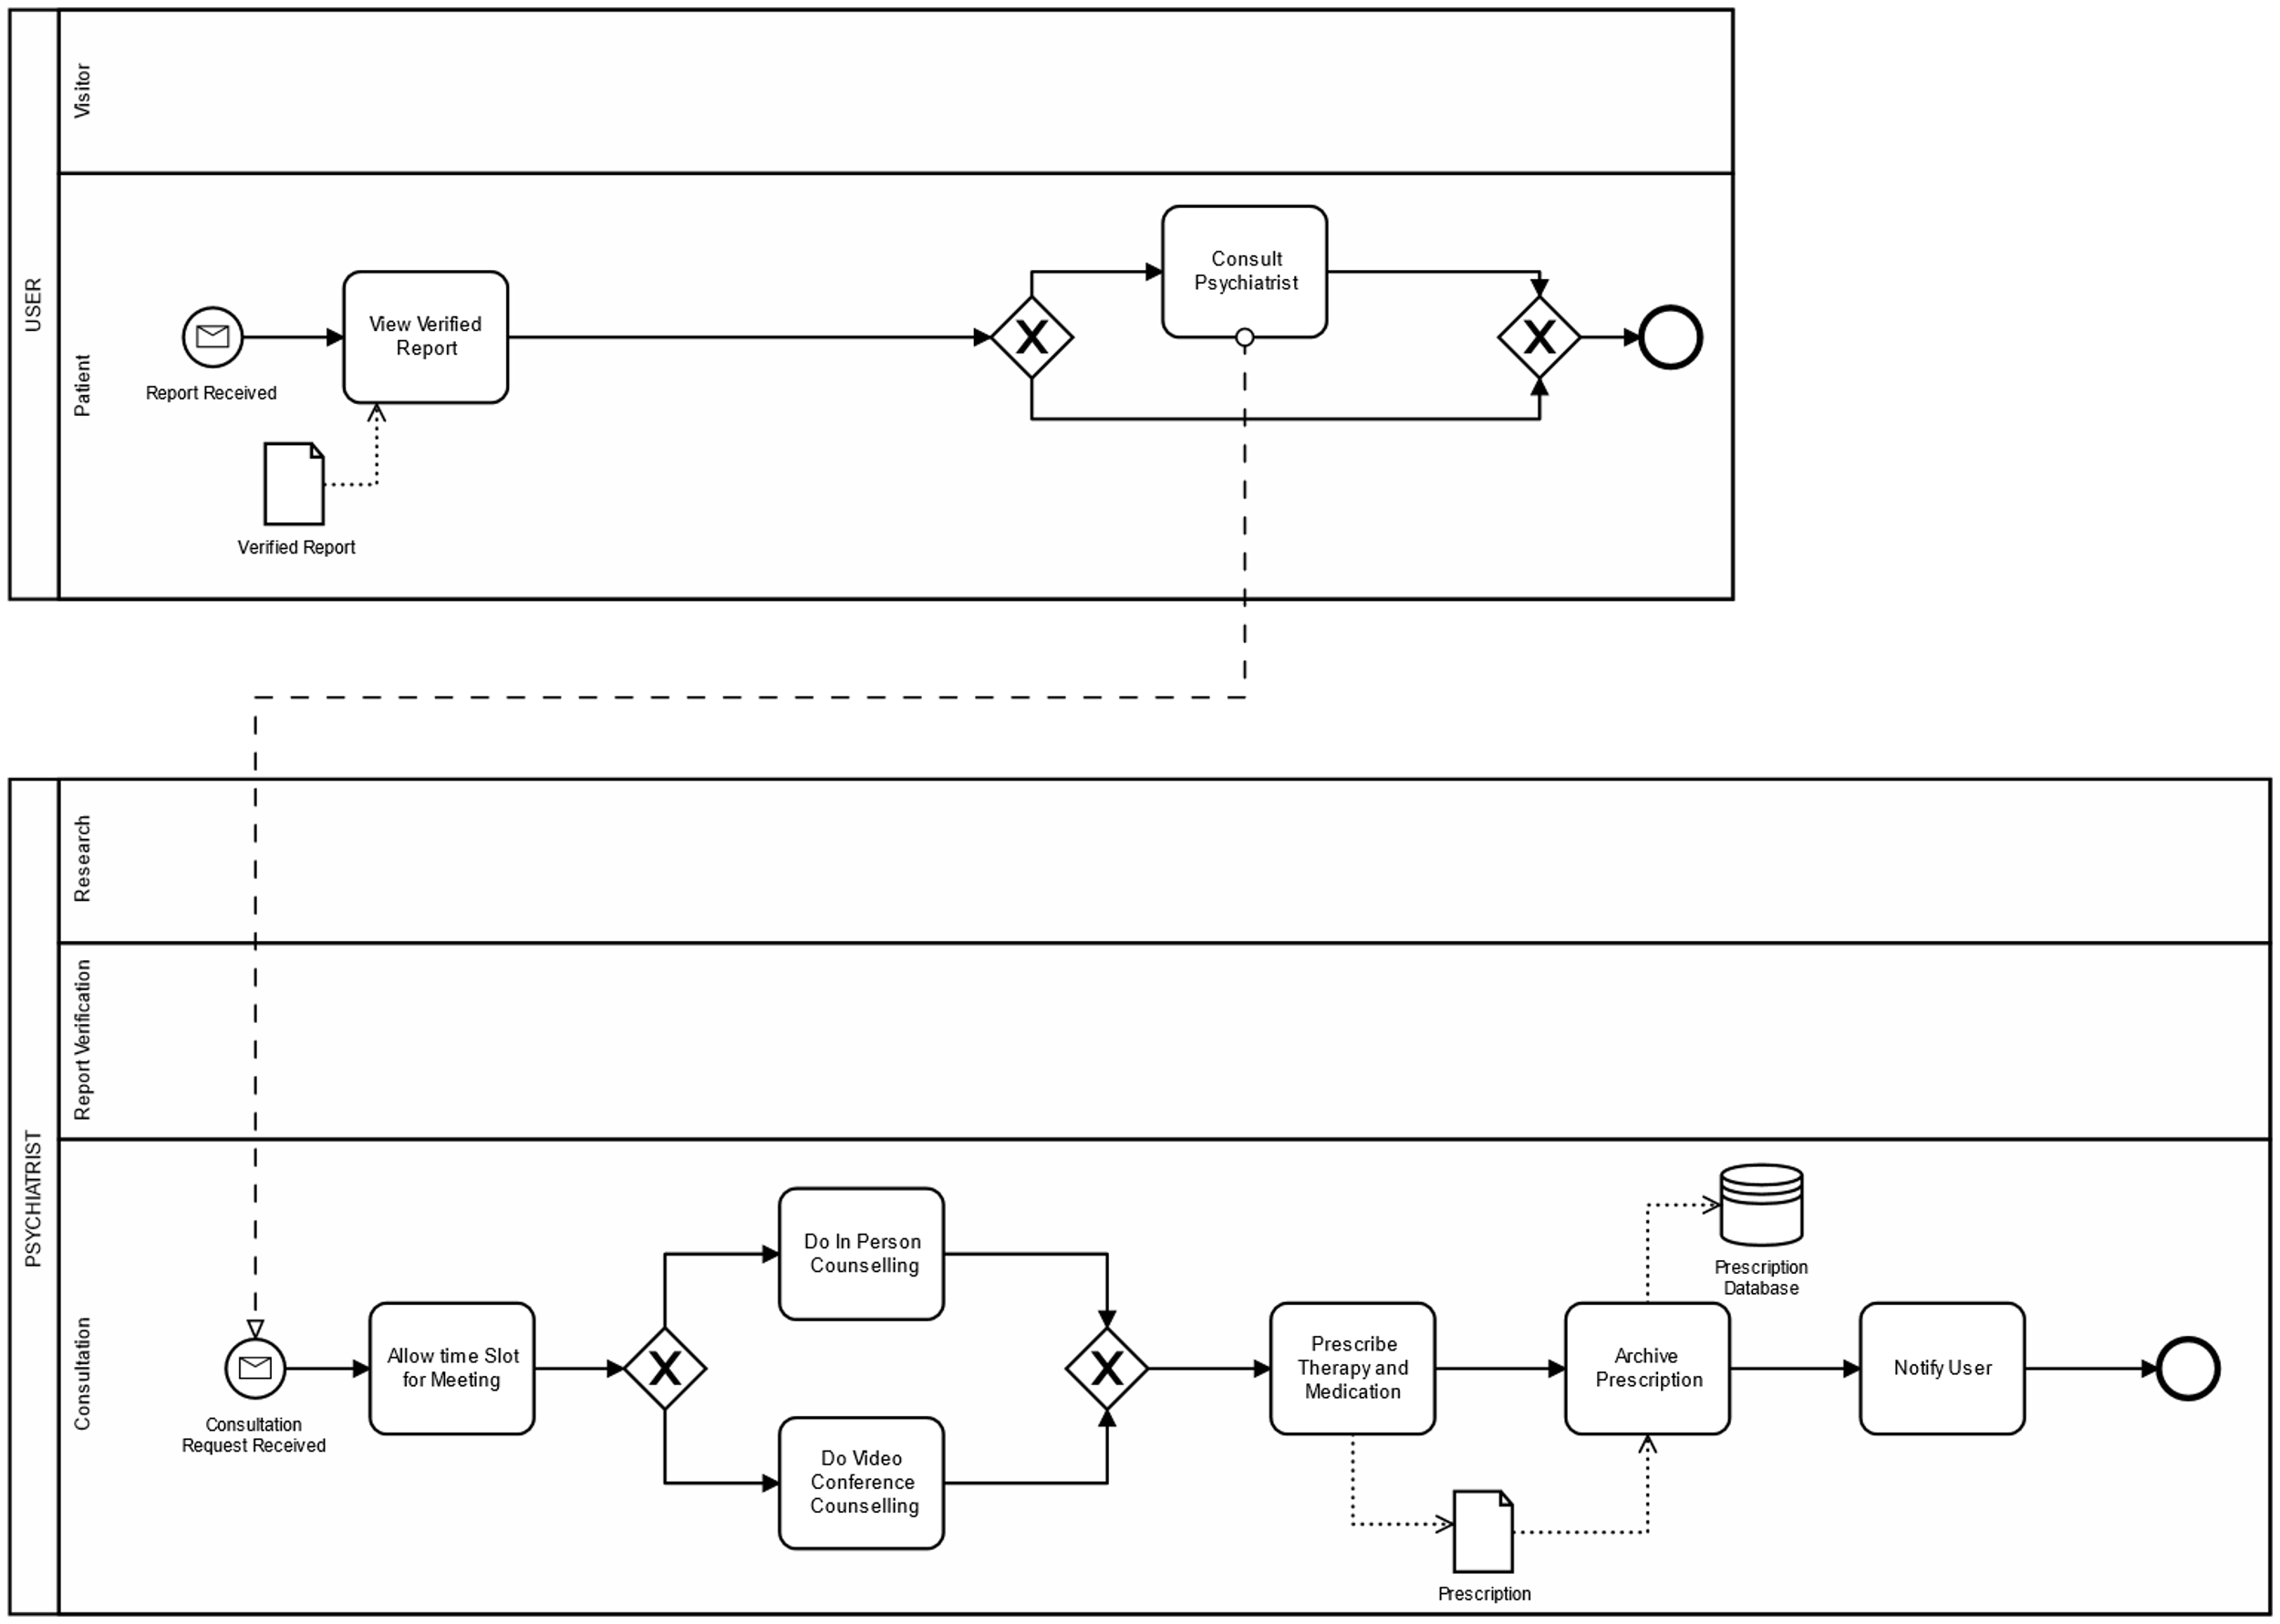 USER
Visitor
Patient
Report Received
View Verified
Report
Verified Report
X
Consult
Psychiatrist
X
PSYCHIATRIST
Research
Report Verification
Consultation
Consultation
Request Received
Allow time Slot
for Meeting
X
Do In Person
Counselling
Do Video
Conference
Counselling
X
Prescribe
Therapy and
Medication
Prescription
Archive
Prescription
Prescription
Database
Notify User